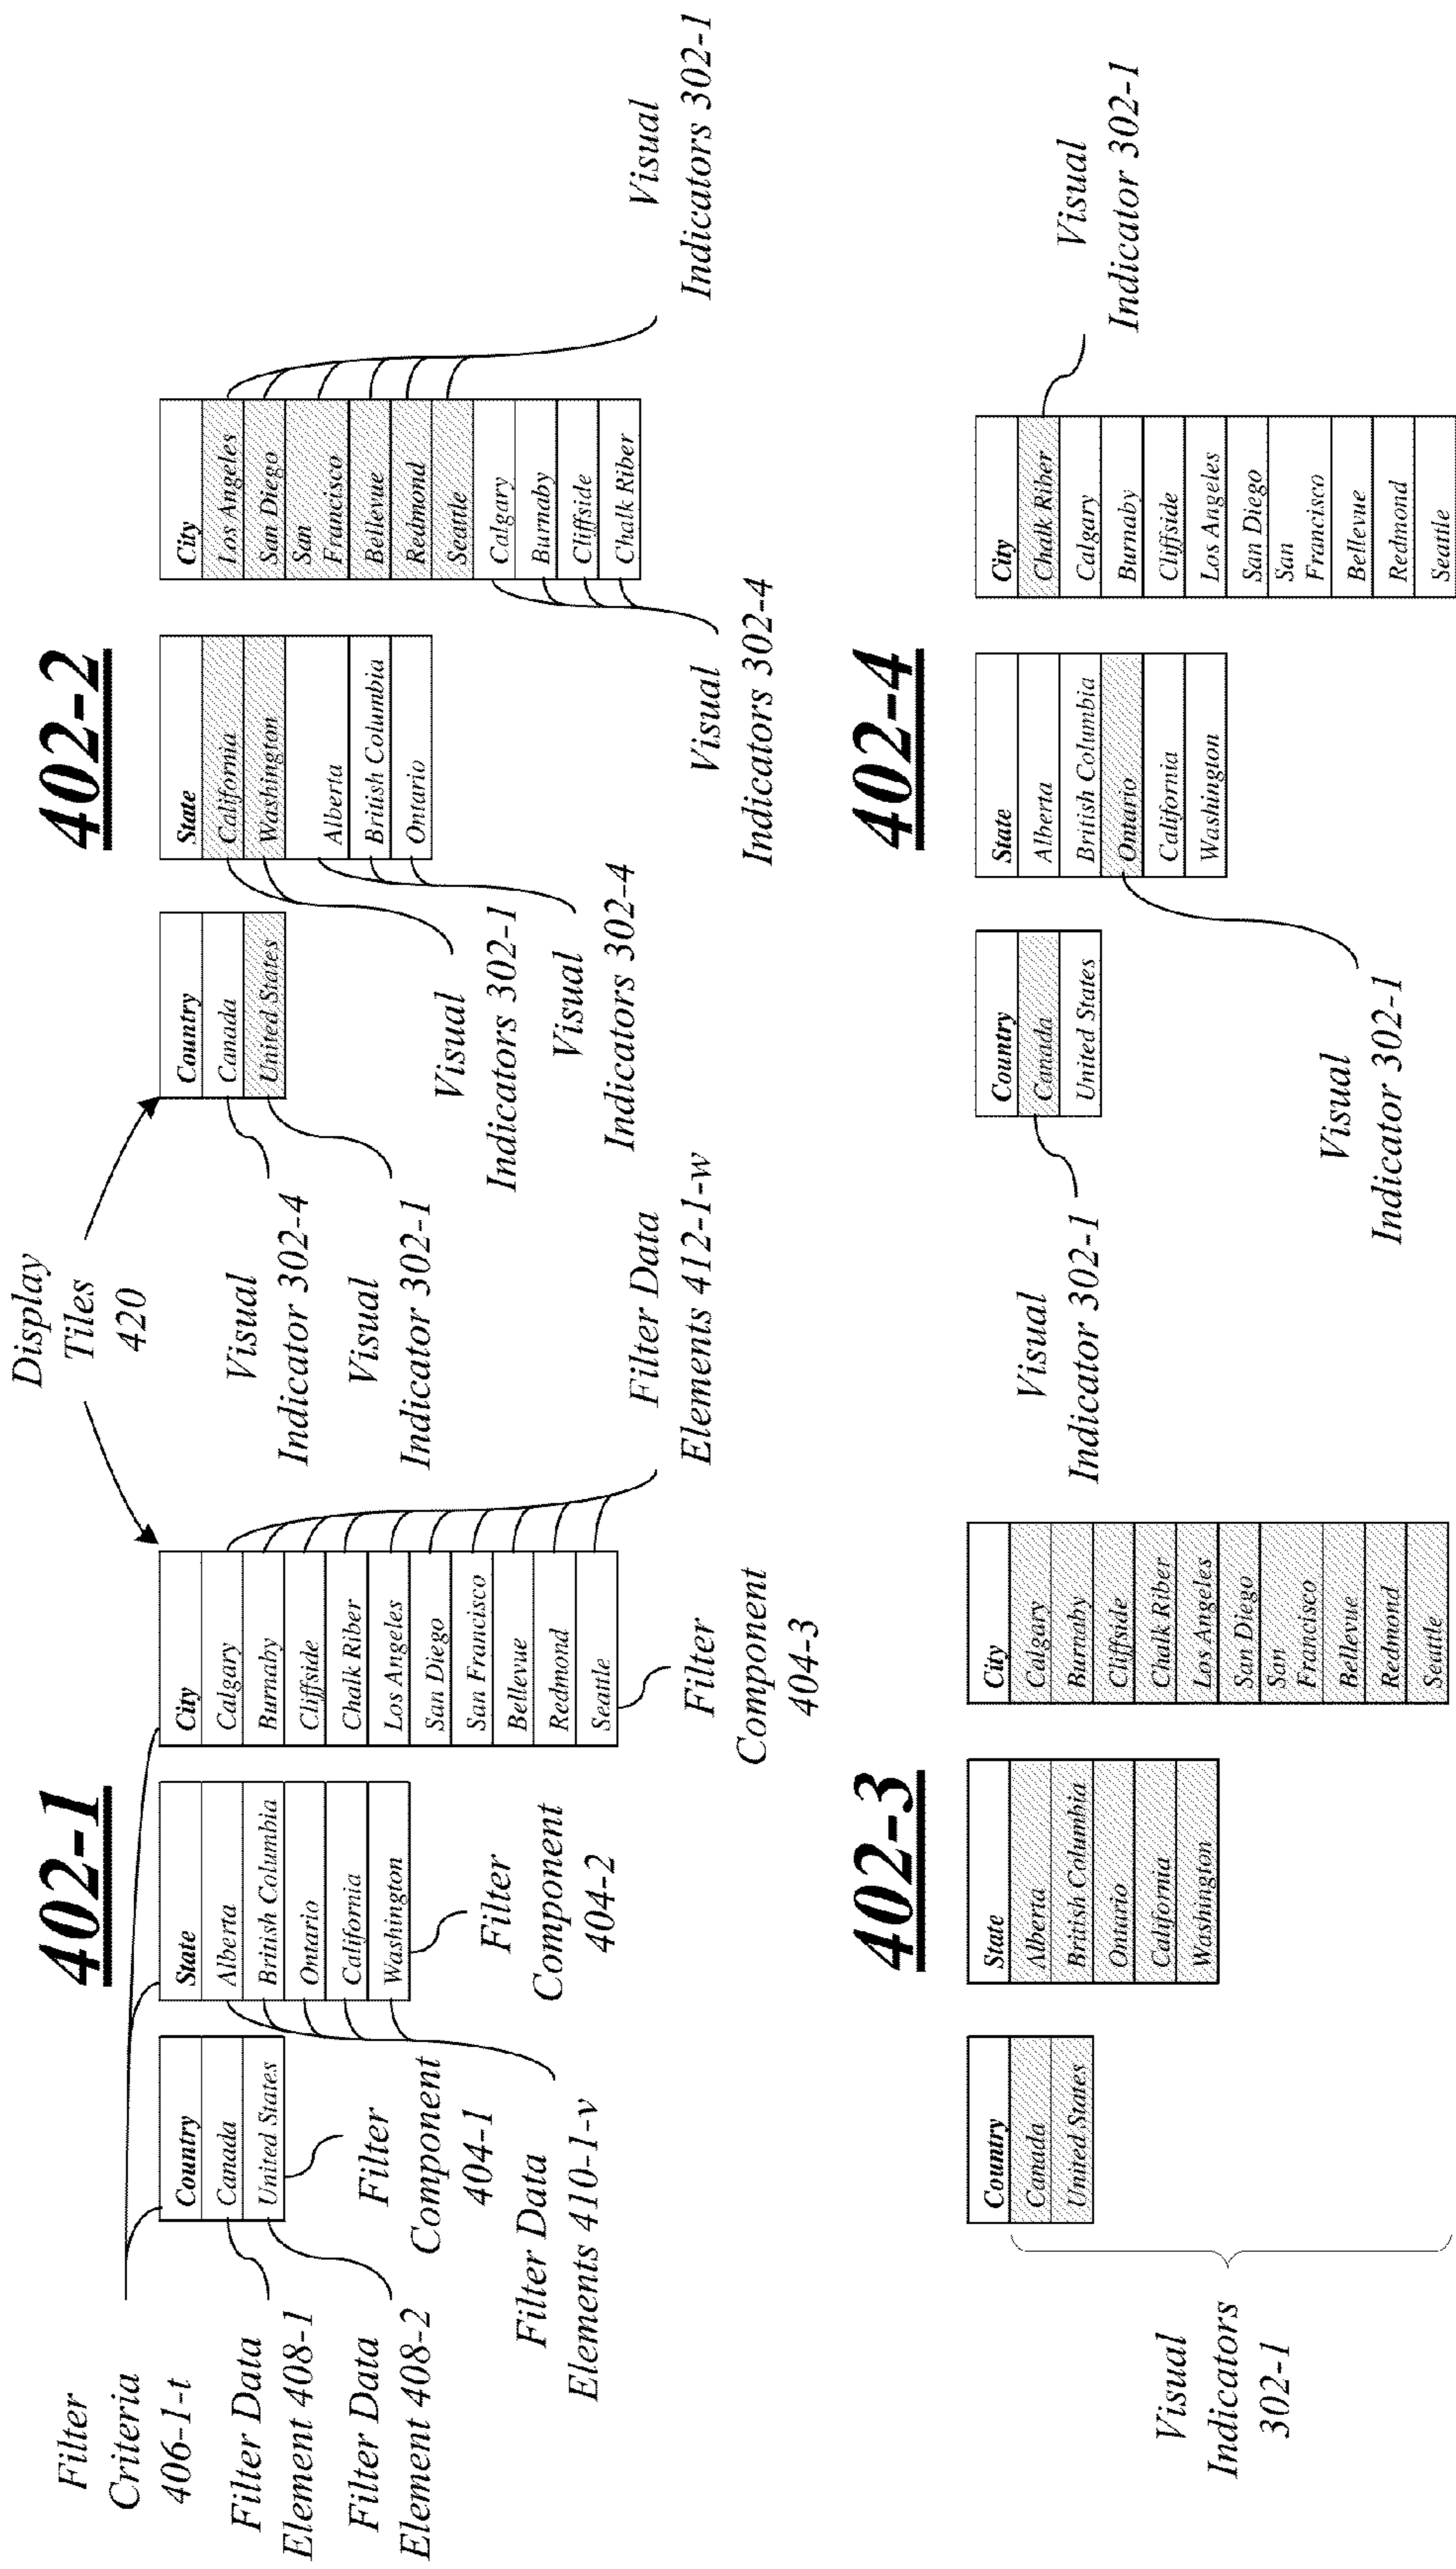 402-1
Filter
Criteria
406-1-t
Filter Data
Element 408-1
Filter Data
Element 408-2
Country
Canada
United States
Filter
Component
404-1
Filter Data
Elements 410-1-v
State
Alberta
British Columbia
Ontario
California
Washington
Filter
Component
404-2
City
Calgary
Burnaby
Cliffside
Chalk Riber
Los Angeles
San Diego
San Francisco
Bellevue
Redmond
Seattle
Filter
Component
404-3
Filter Data
Elements 412-1-w
Display
Tiles
420
402-2
Visual
Indicator 302-4
Visual
Indicator 302-1
Country
Canada
United States
Visual
Indicators 302-1
Visual
Indicators 302-4
State
California
Washington
Alberta
British Columbia
Ontario
Visual
Indicators 302-4
City
Los Angeles
San Diego
San
Francisco
Bellevue
Redmond
Seattle
Calgary
Burnaby
Cliffside
Chalk Riber
Visual
Indicators 302-1
402-3
Visual
Indicators
302-1
Country
Canada
United States
State
Alberta
British Columbia
Ontario
California
Washington
City
Calgary
Burnaby
Cliffside
Chalk Riber
Los Angeles
San Diego
San
Francisco
Bellevue
Redmond
Seattle
402-4
Visual
Indicator 302-1
Country
Canada
United States
Visual
Indicator 302-1
State
Alberta
British Columbia
Ontario
California
Washington
City
Chalk Riber
Calgary
Burnaby
Cliffside
Los Angeles
San Diego
San
Francisco
Bellevue
Redmond
Seattle
Visual
Indicator 302-1